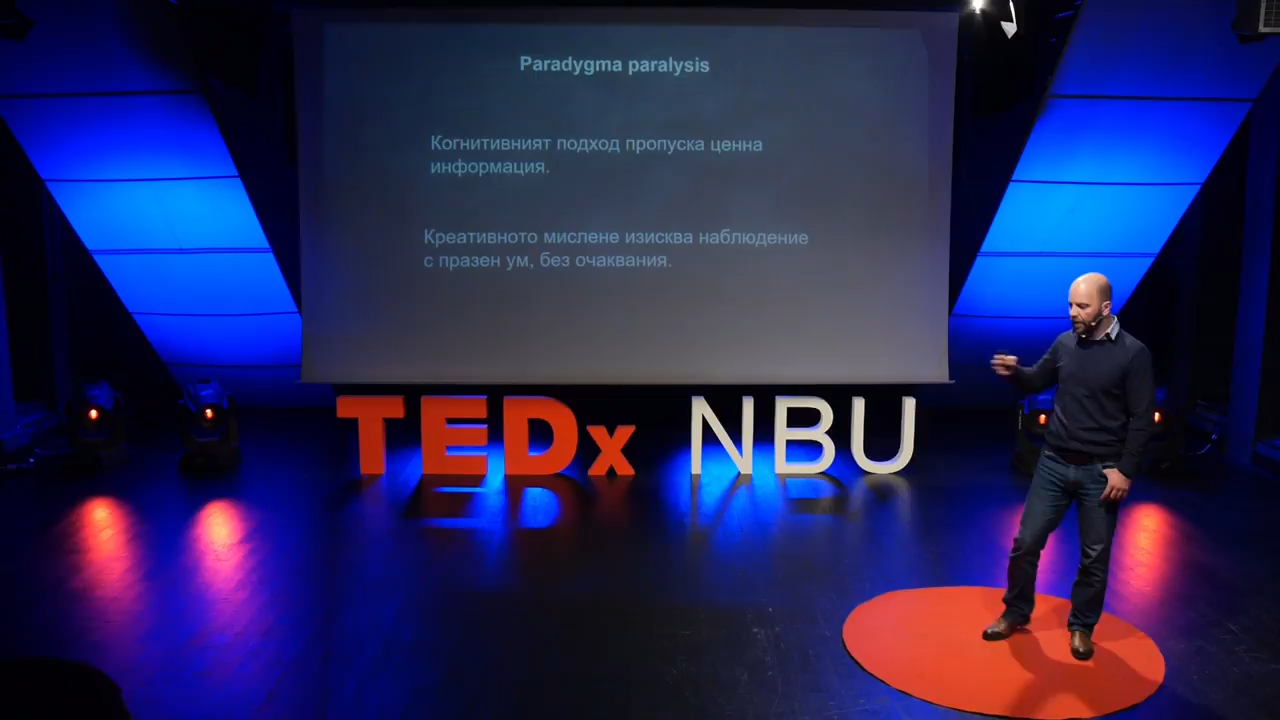 Paradygma paralysis
Когнитивният подход пропуска ценна
информация.
Креативното мислене изисква наблюдение
с празен ум, без очаквания.
TEDx NBU